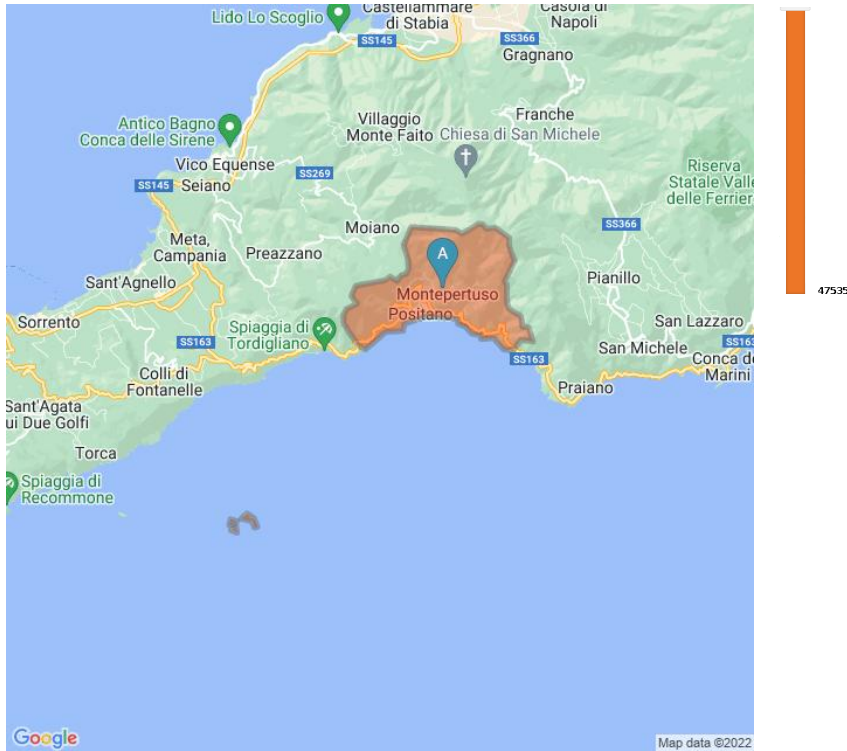 Lido Lo Scoglio
Castellammare
di Stabia
Casola di
Napoli
SS145
SS366
Gragnano
Antico Bagno
Conca delle Sirene
Villaggio
Monte Faito
Franche
Chiesa di San Michele
Vico Equense
SS269
Riserva
Statale Valle
delle Ferrier
SS145
Seiano
SS366
Meta,
Campania
Moiano
Preazzano
A
Sant'Agnello
Pianillo
Montepertuso
Positano
Sorrento
Spiaggia di
Tordigliano
San Lazzaro
SS163
SS163
San Michele
SS163
Conca de
Marini
Colli di
Fontanelle
Praiano
Sant'Agata
ui Due Golfi
Torca
Spiaggia di
Recommone
Google
Map data ©2022
47535